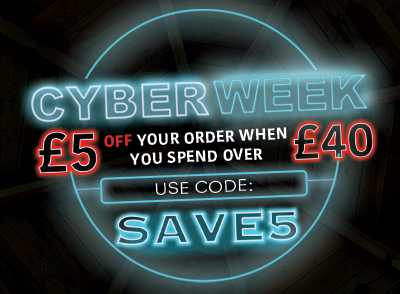 CYBER WEEK
£5 OFF YOUR ORDER WHEN
YOU SPEND OVER £40
USE CODE:
SAVE5